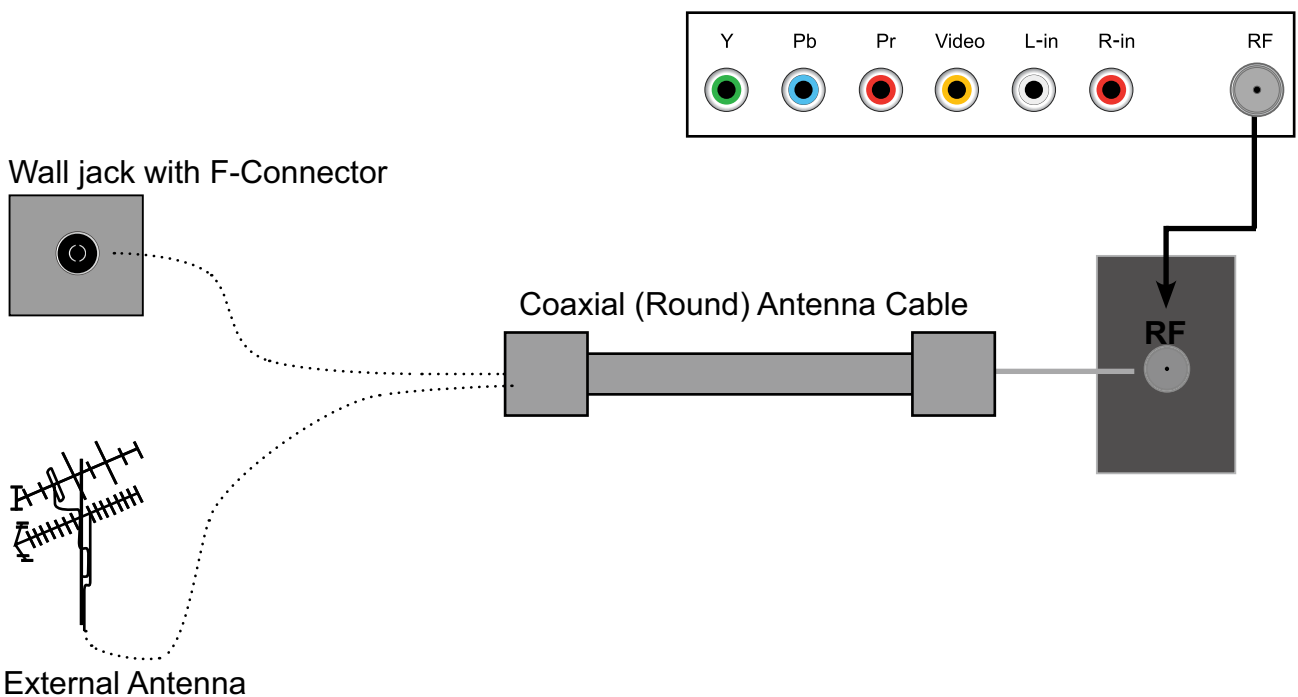 Y Pb Pr Video L-in R-in RF
Wall jack with F-Connector
Coaxial (Round) Antenna Cable
RF
External Antenna